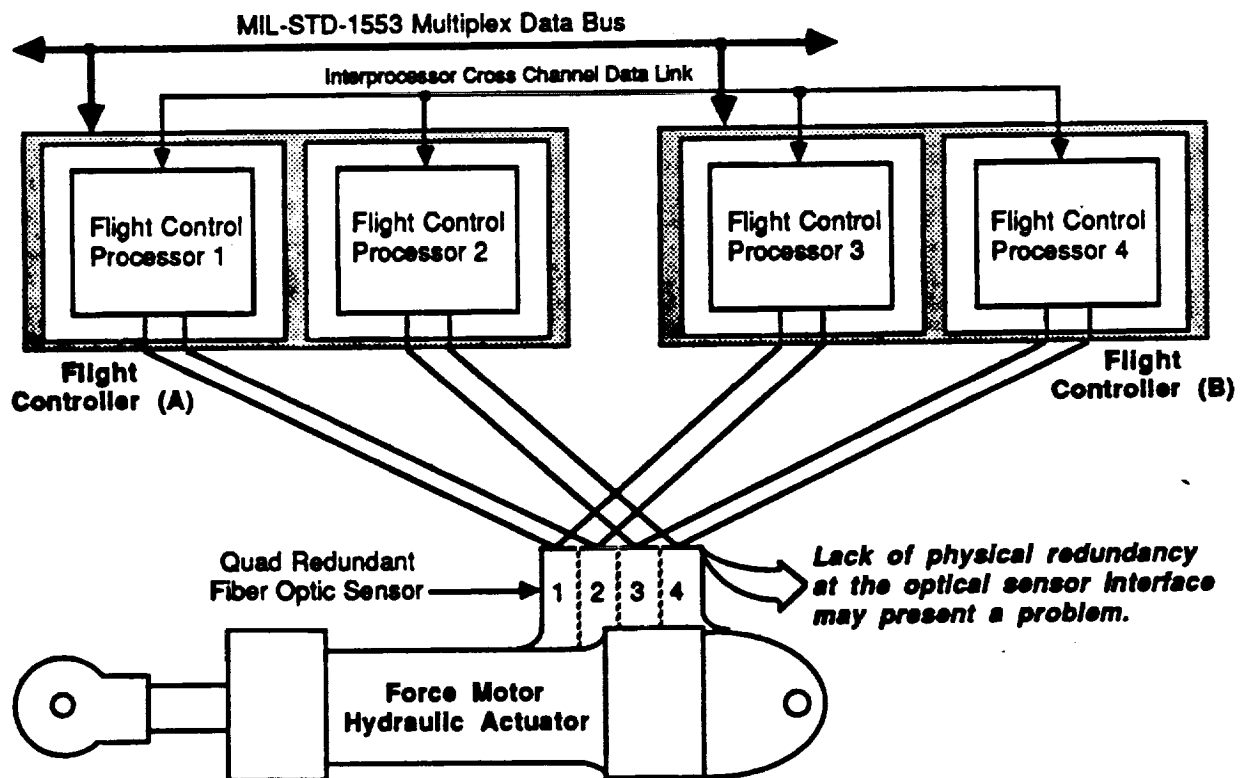 MIL-STD-1553 Multiplex Data Bus
Interprocessor Cross Channel Data Link
Flight Control
Processor 1
Flight Control
Processor 2
Flight Control
Processor 3
Flight Control
Processor 4
Flight
Controller (A)
Flight
Controller (B)
Quad Redundant
Fiber Optic Sensor
1 2 3 4
Lack of physical redundancy
at the optical sensor interface
may present a problem.
Force Motor
Hydraulic Actuator